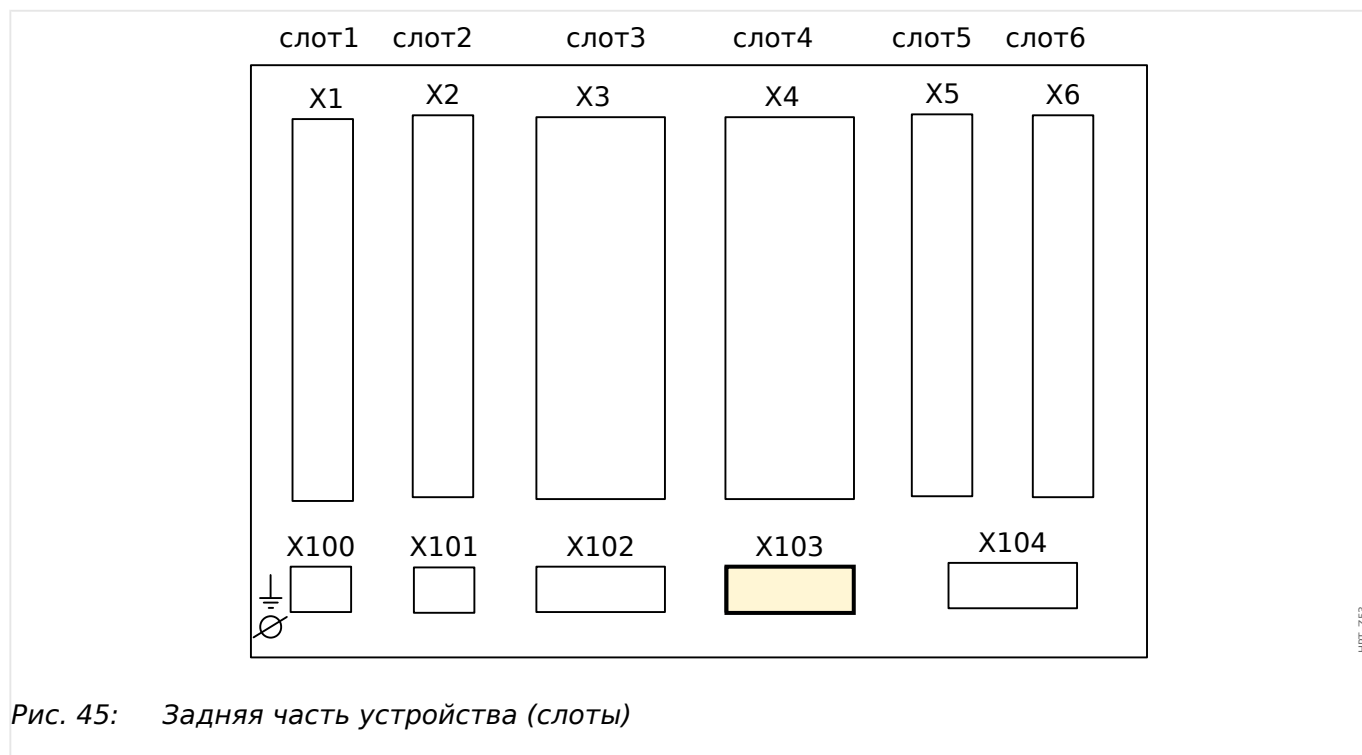 слот1 слот2 слот3 слот4 слот5 слот6
X1 X2 X3 X4 X5 X6
X100 X101 X102 X103 X104
Рис. 45: Задняя часть устройства (слоты)